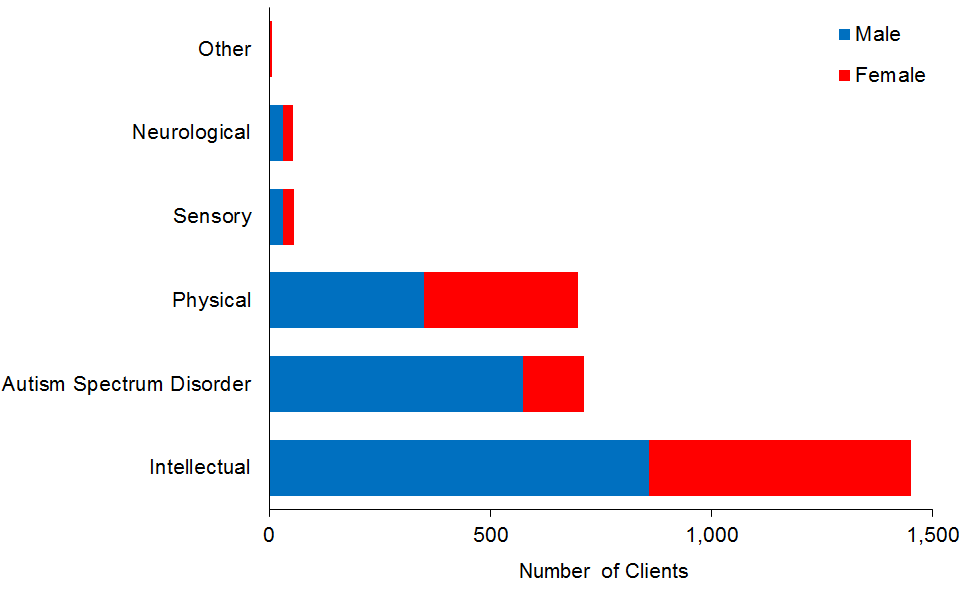 Other
Neurological
Sensory
Physical
Autism Spectrum Disorder
Intellectual
0
500
1,000
1,500
Number of Clients
Male
Female